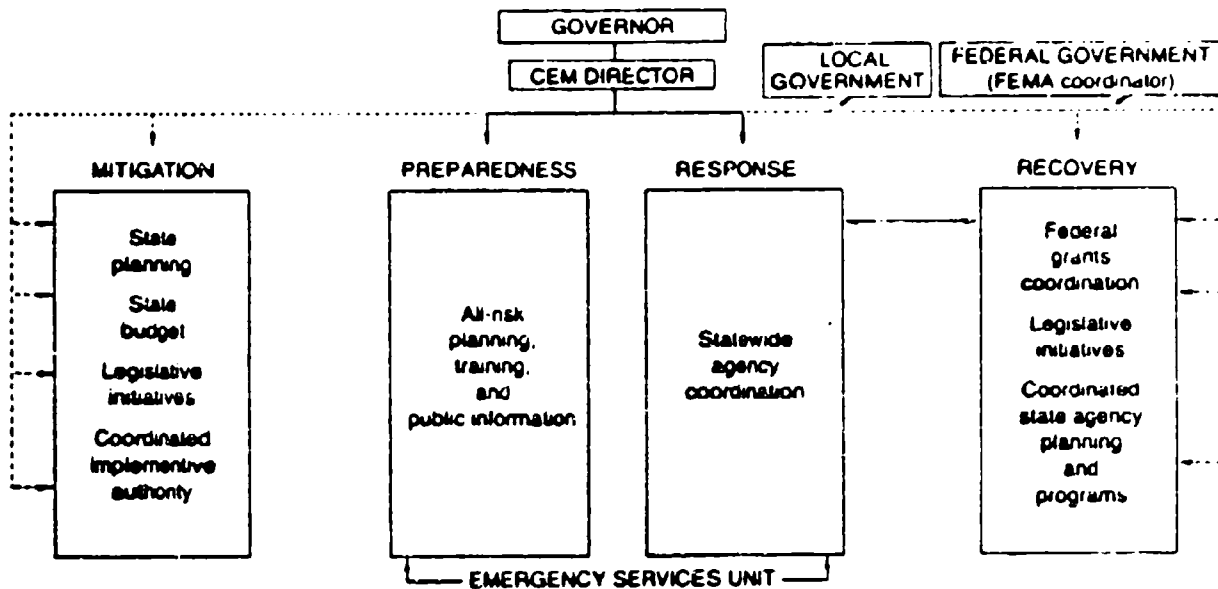 GOVERNOR
CEM DIRECTOR
LOCAL
GOVERNMENT
FEDERAL GOVERNMENT
(FEMA coordinator)
MITIGATION
State
planning
State
budget
Legislative
initiatives
Coordinated
implementive
authority
PREPAREDNESS
All-risk
planning,
training,
and
public information
RESPONSE
Statewide
agency
coordination
RECOVERY
Federal
grants
coordination
Legislative
initiatives
Coordinated
state agency
planning
and
programs
EMERGENCY SERVICES UNIT